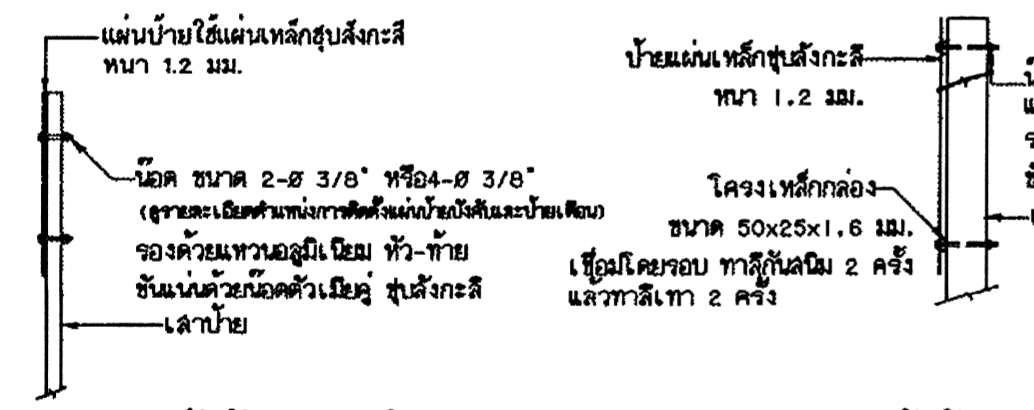 แผ่นป้ายใช้แผ่นเหล็กชุบสังกะสี
หนา 1.2 มม.
น๊อต ขนาด 2-Ø 3/8" หรือ4-Ø 3/8"
(ดูรายละเอียดตำแหน่งการติดตั้งแผ่นป้ายบังคับและป้ายเตือน)
รองด้วยแหวนอลูมิเนียม หัว-ท้าย
ขันแน่นด้วยน๊อตตัวเมียคู่ ชุบสังกะสี
เสาป้าย
ป้ายแผ่นเหล็กชุบสังกะสี
หนา 1.2 มม.
โครงเหล็กกล่อง
ขนาด 50x25x1.6 มม.
เชื่อมโดยรอบ ทาสีกันสนิม 2 ครั้ง
แล้วทาสีเทา 2 ครั้ง